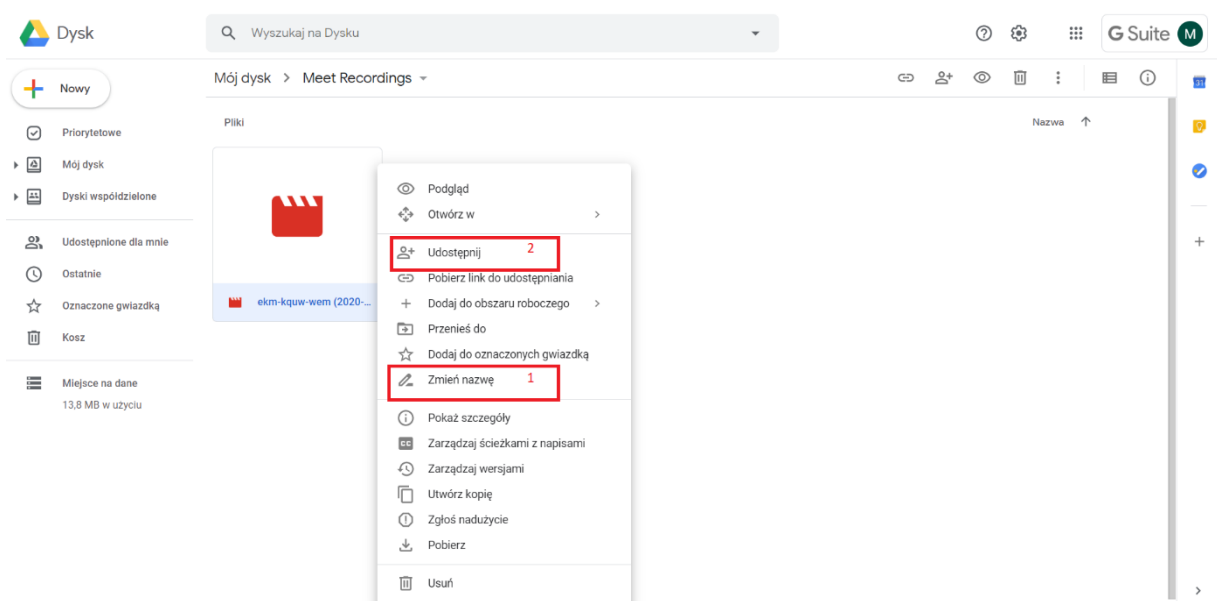 Dysk
Wyszukaj na Dysku
G Suite M
Nowy
Mój dysk > Meet Recordings
31
Priorytetowe
Mój dysk
Dyski współdzielone
Udostępnione dla mnie
Ostatnie
Oznaczone gwiazdką
Kosz
Miejsce na dane
13,8 MB w użyciu
Pliki
Nazwa
ekm-kquw-wem (2020-...
Podgląd
Otwórz w
Udostępnij 2
Pobierz link do udostępniania
Dodaj do obszaru roboczego
Przenieś do
Dodaj do oznaczonych gwiazdką
Zmień nazwę 1
Pokaż szczegóły
CC Zarządzaj ścieżkami z napisami
Zarządzaj wersjami
Utwórz kopię
Zgłoś nadużycie
Pobierz
Usuń